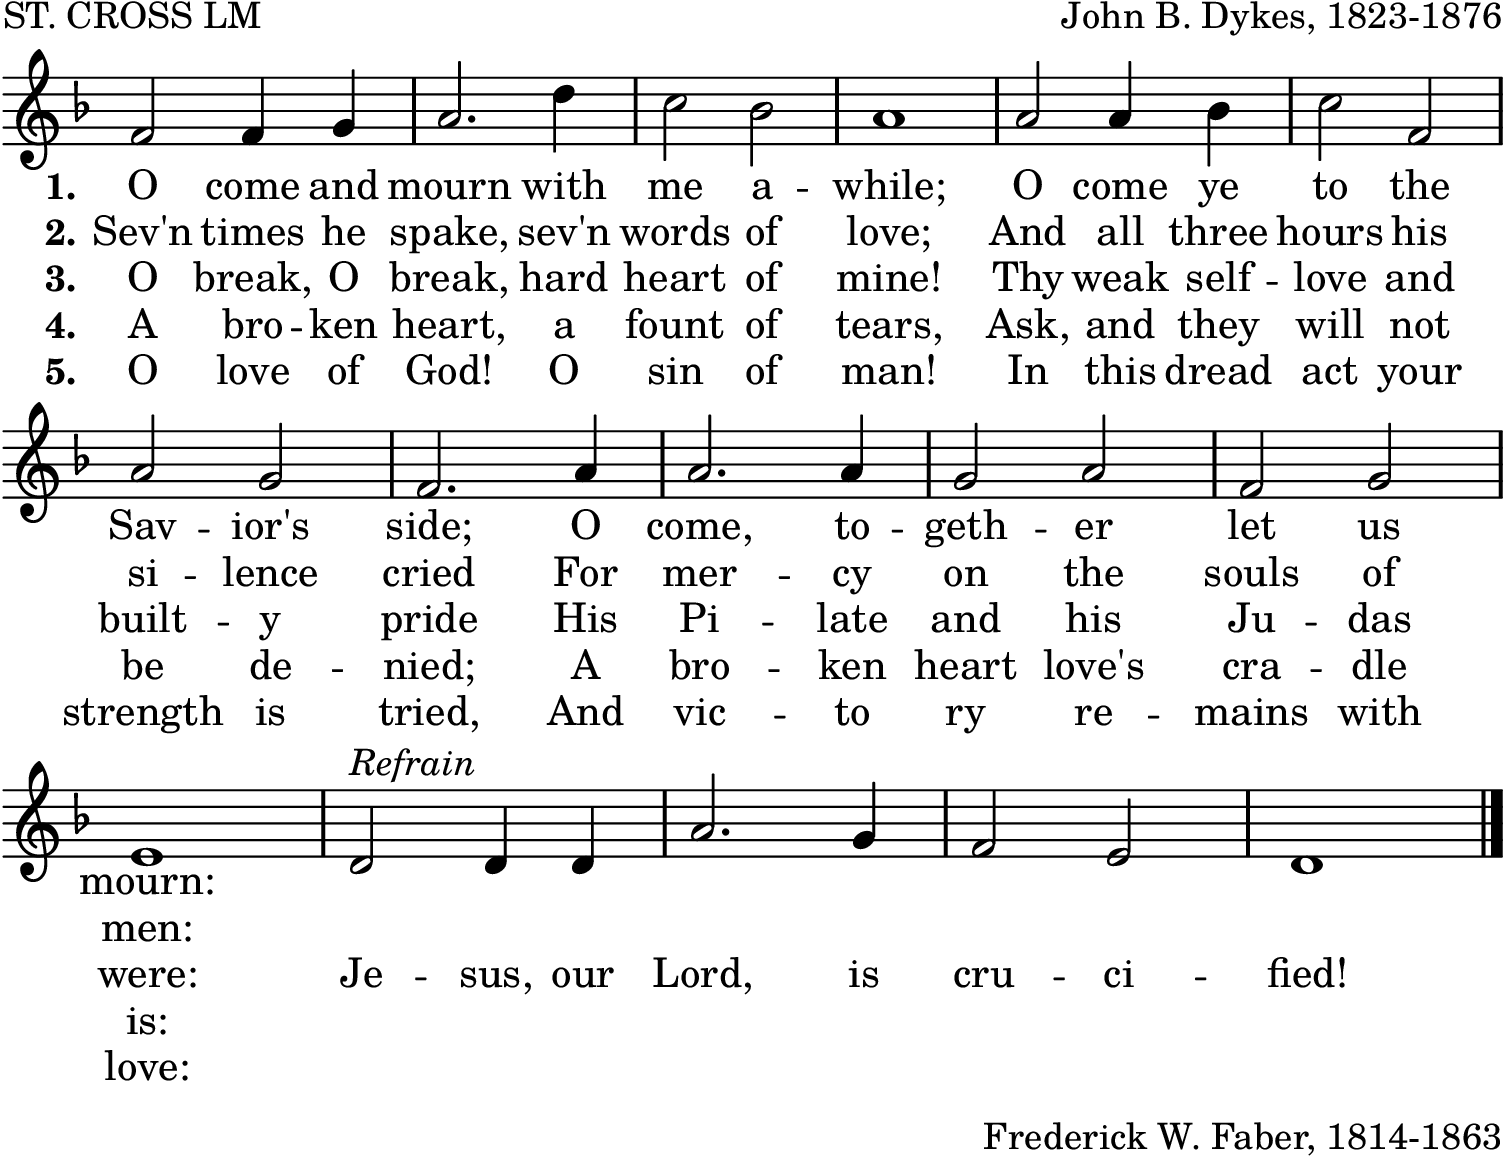 ST. CROSS LM
John B. Dykes, 1823-1876
1. O come and mourn with me a -- while; O come ye to the
2. Sev'n times he spake, sev'n words of love; And all three hours his
3. O break, O break, hard heart of mine! Thy weak self -- love and
4. A bro -- ken heart, a fount of tears, Ask, and they will not
5. O love of God! O sin of man! In this dread act your
Sav -- ior's side; O come, to -- geth -- er let us
si -- lence cried For mer -- cy on the souls of
built -- y pride His Pi -- late and his Ju -- das
be de -- nied; A bro -- ken heart love's cra -- dle
strength is tried, And vic -- to ry re -- mains with
Refrain
mourn:
men:
were: Je -- sus, our Lord, is cru -- ci -- fied!
is:
love:
Frederick W. Faber, 1814-1863